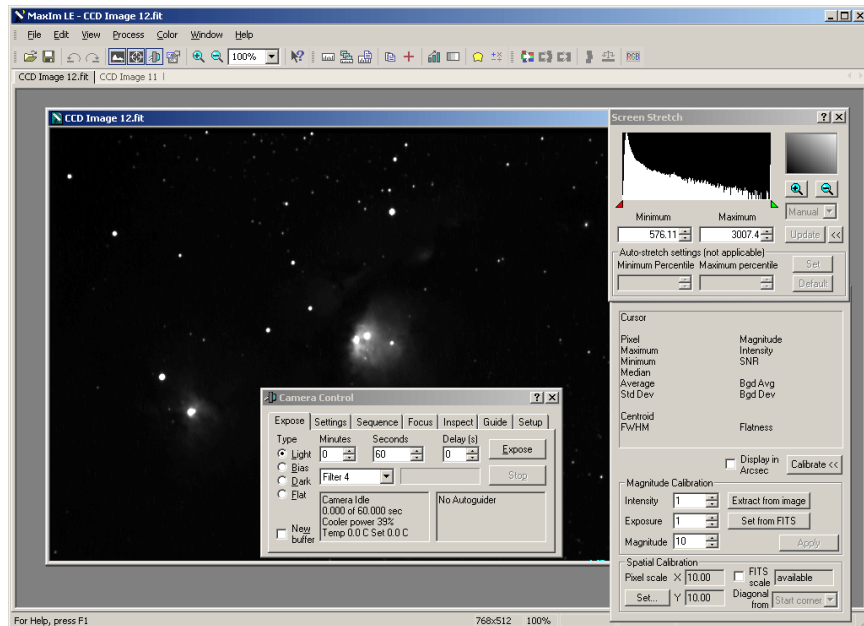 MaxIm LE - CCD Image 12.fit
File Edit View Process Color Window Help
100% RGB
CCD Image 12.fit CCD Image 11
CCD Image 12.fit
Screen Stretch
Minimum Maximum Manual
576.11 3007.4 Update <<
Auto-stretch settings (not applicable)
Minimum Percentile Maximum percentile Set
Default
Cursor
Pixel Magnitude
Maximum Intensity
Minimum SNR
Median
Average Bgd Avg
Std Dev Bgd Dev
Centroid
FWHM Flatness
Display in Arcsec Calibrate <<
Magnitude Calibration
Intensity 1 Extract from image
Exposure 1 Set from FITS
Magnitude 10 Apply
Spatial Calibration
Pixel scale X 10.00 FITS scale available
Set... Y 10.00 Diagonal from Start corner
Camera Control
Expose Settings Sequence Focus Inspect Guide Setup
Type Minutes Seconds Delay (s)
Light 0 60 0 Expose
Bias
Dark Filter 4 Stop
Flat
Camera Idle No Autoguider
0.000 of 60.000 sec
Cooler power 39%
New buffer Temp 0.0 C Set 0.0 C
For Help, press F1 768x512 100%